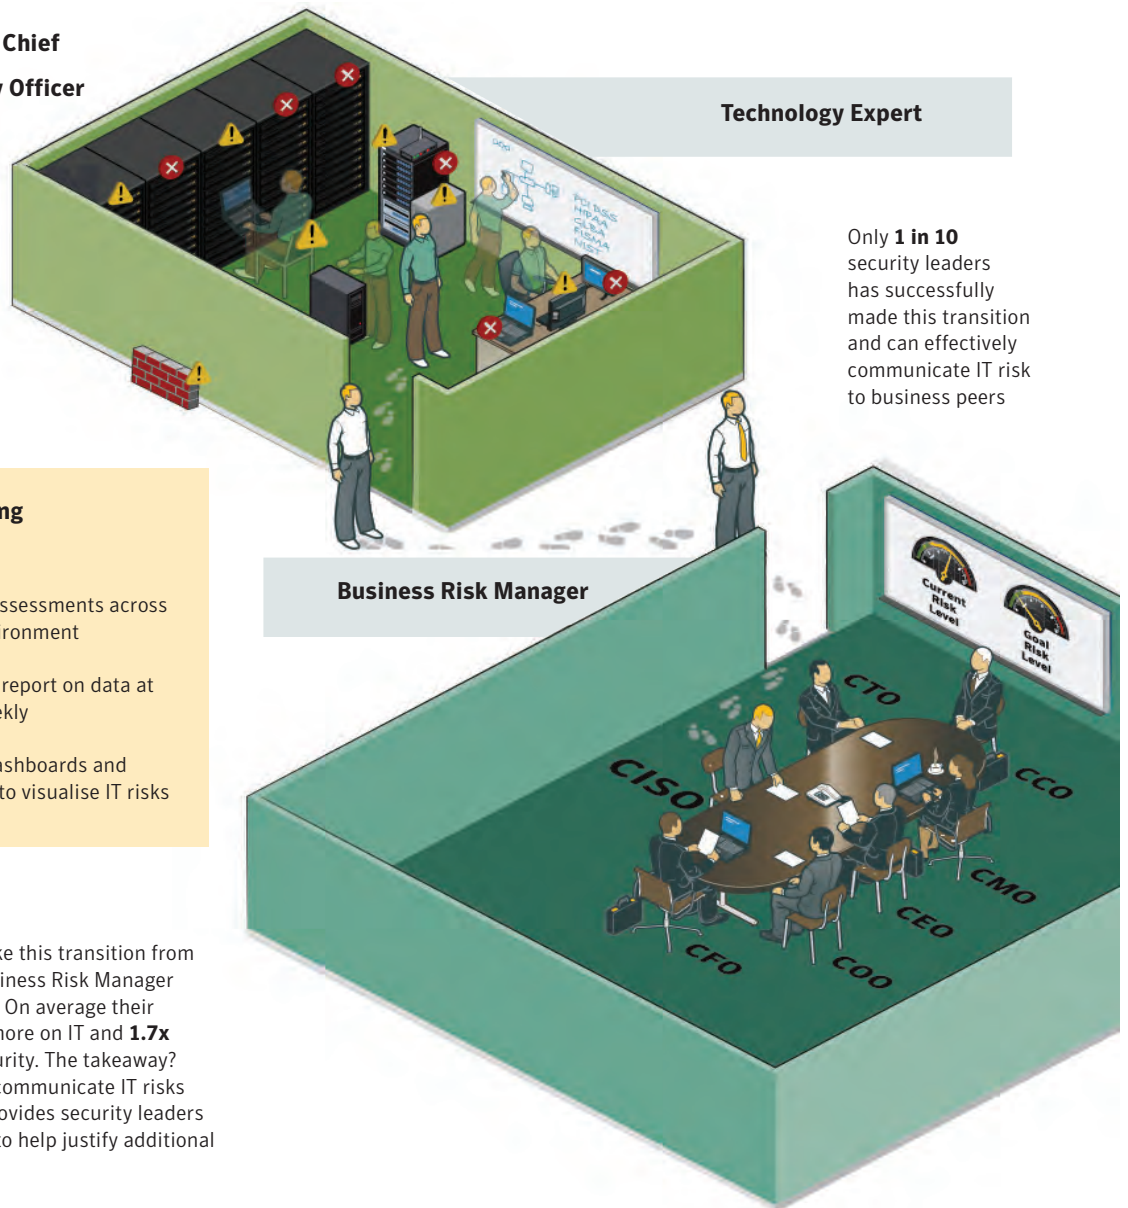 Chief
Officer
Technology Expert
PCI DSS
HIPAA
GLBA
FISMA
NIST
Only 1 in 10
security leaders
has successfully
made this transition
and can effectively
communicate IT risk
to business peers
ng
ssessments across
ironment
report on data at
ekly
ashboards and
to visualise IT risks
Business Risk Manager
Current
Risk
Level
Goal
Risk
Level
CTO
CISO
CCO
CMO
CEO
COO
CFO
ke this transition from
iness Risk Manager
On average their
more on IT and 1.7x
urity. The takeaway?
communicate IT risks
rovides security leaders
to help justify additional